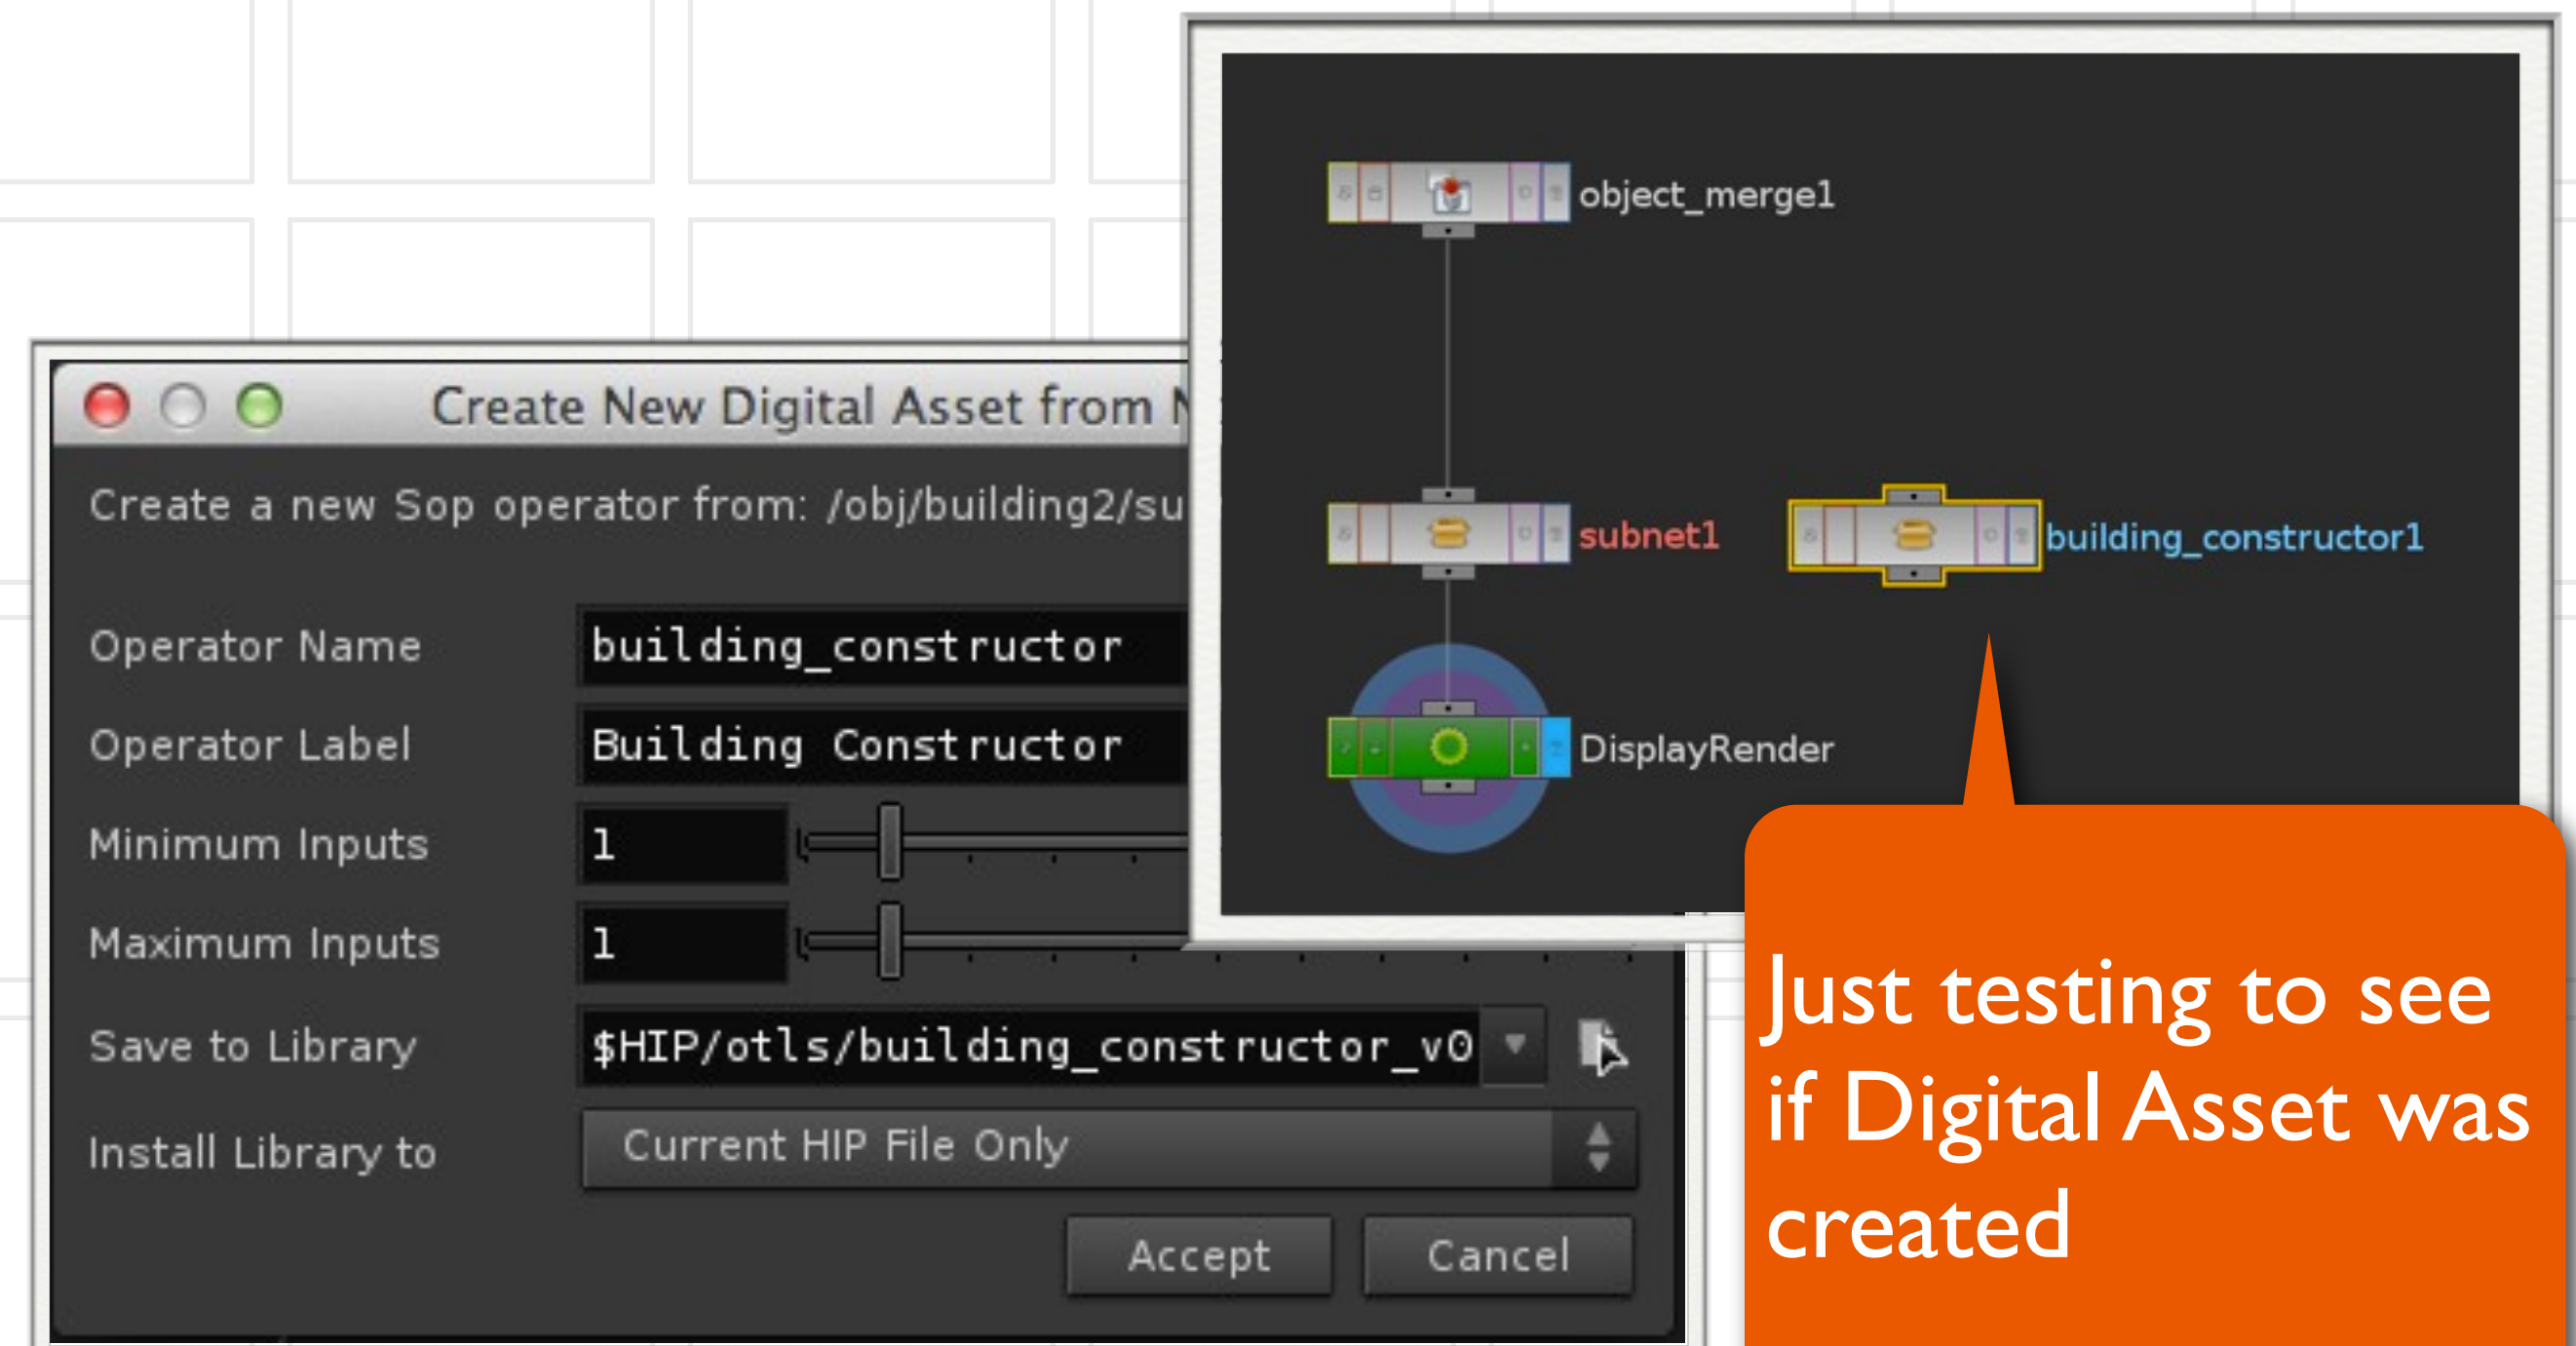 object_merge1
subnet1
building_constructor1
DisplayRender
Create New Digital Asset from
Create a new Sop operator from: /obj/building2/su
Operator Name building_constructor
Operator Label Building Constructor
Minimum Inputs 1
Maximum Inputs 1
Save to Library $HIP/otls/building_constructor_v0
Install Library to Current HIP File Only
Accept Cancel
Just testing to see
if Digital Asset was
created